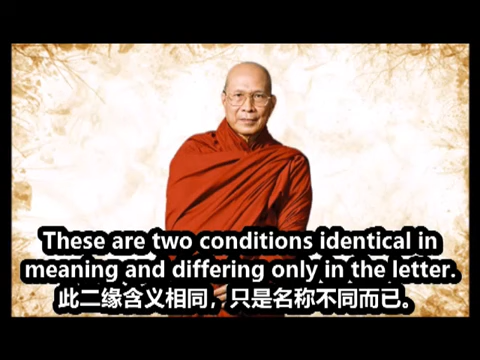 These are two conditions identical in
meaning and differing only in the letter.
此二缘含义相同，只是名称不同而已。